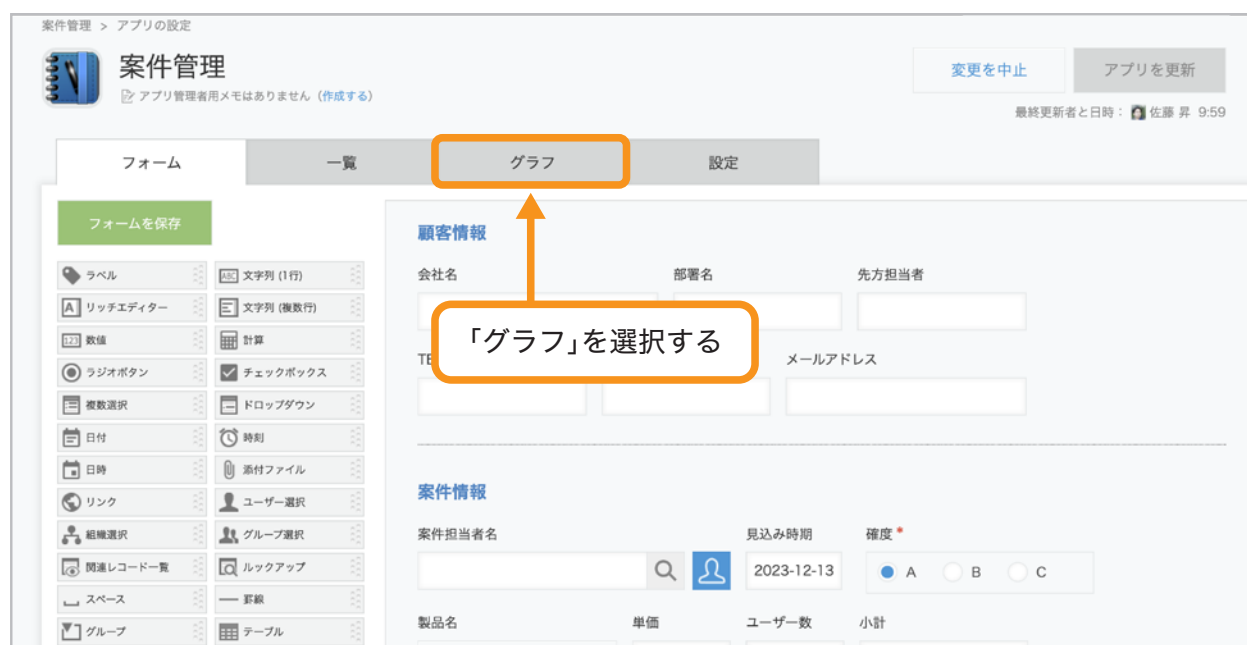 案件管理 > アプリの設定
案件管理
アプリ管理者用メモはありません（作成する）
変更を中止
アプリを更新
最終更新者と日時： 佐藤 昇 9:59
フォーム
一覧
グラフ
設定
フォームを保存
ラベル
ABC 文字列 (1行)
A リッチエディター
文字列 (複数行)
123 数値
計算
ラジオボタン
チェックボックス
複数選択
ドロップダウン
日付
時刻
日時
添付ファイル
リンク
ユーザー選択
組織選択
グループ選択
関連レコード一覧
ルックアップ
スペース
罫線
グループ
テーブル
顧客情報
会社名
部署名
先方担当者
「グラフ」を選択する
メールアドレス
案件情報
案件担当者名
見込み時期
確度 *
2023-12-13
A
B
C
製品名
単価
ユーザー数
小計